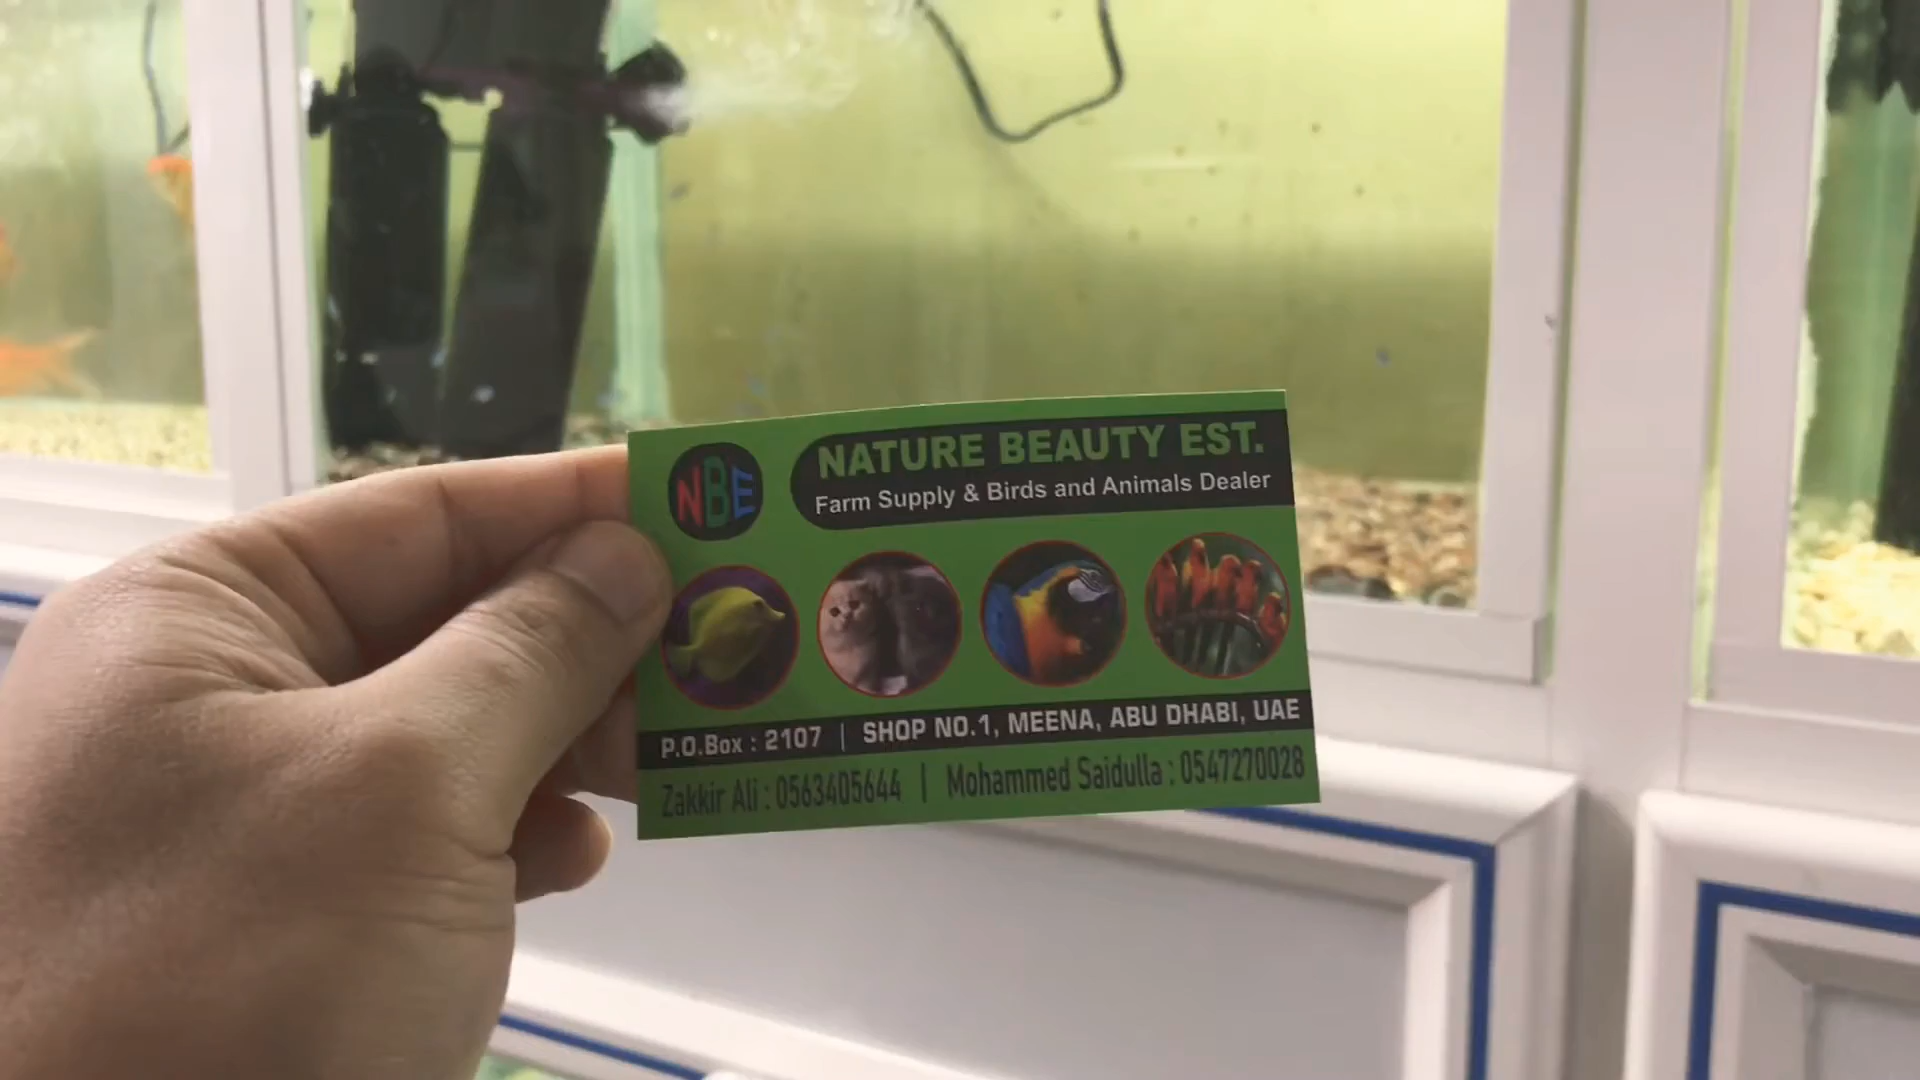 NBE
NATURE BEAUTY EST.
Farm Supply & Birds and Animals Dealer
P.O.Box : 2107 | SHOP NO.1, MEENA, ABU DHABI, UAE
Zakkir Ali : 0563405644 | Mohammed Saidulla : 0547270028